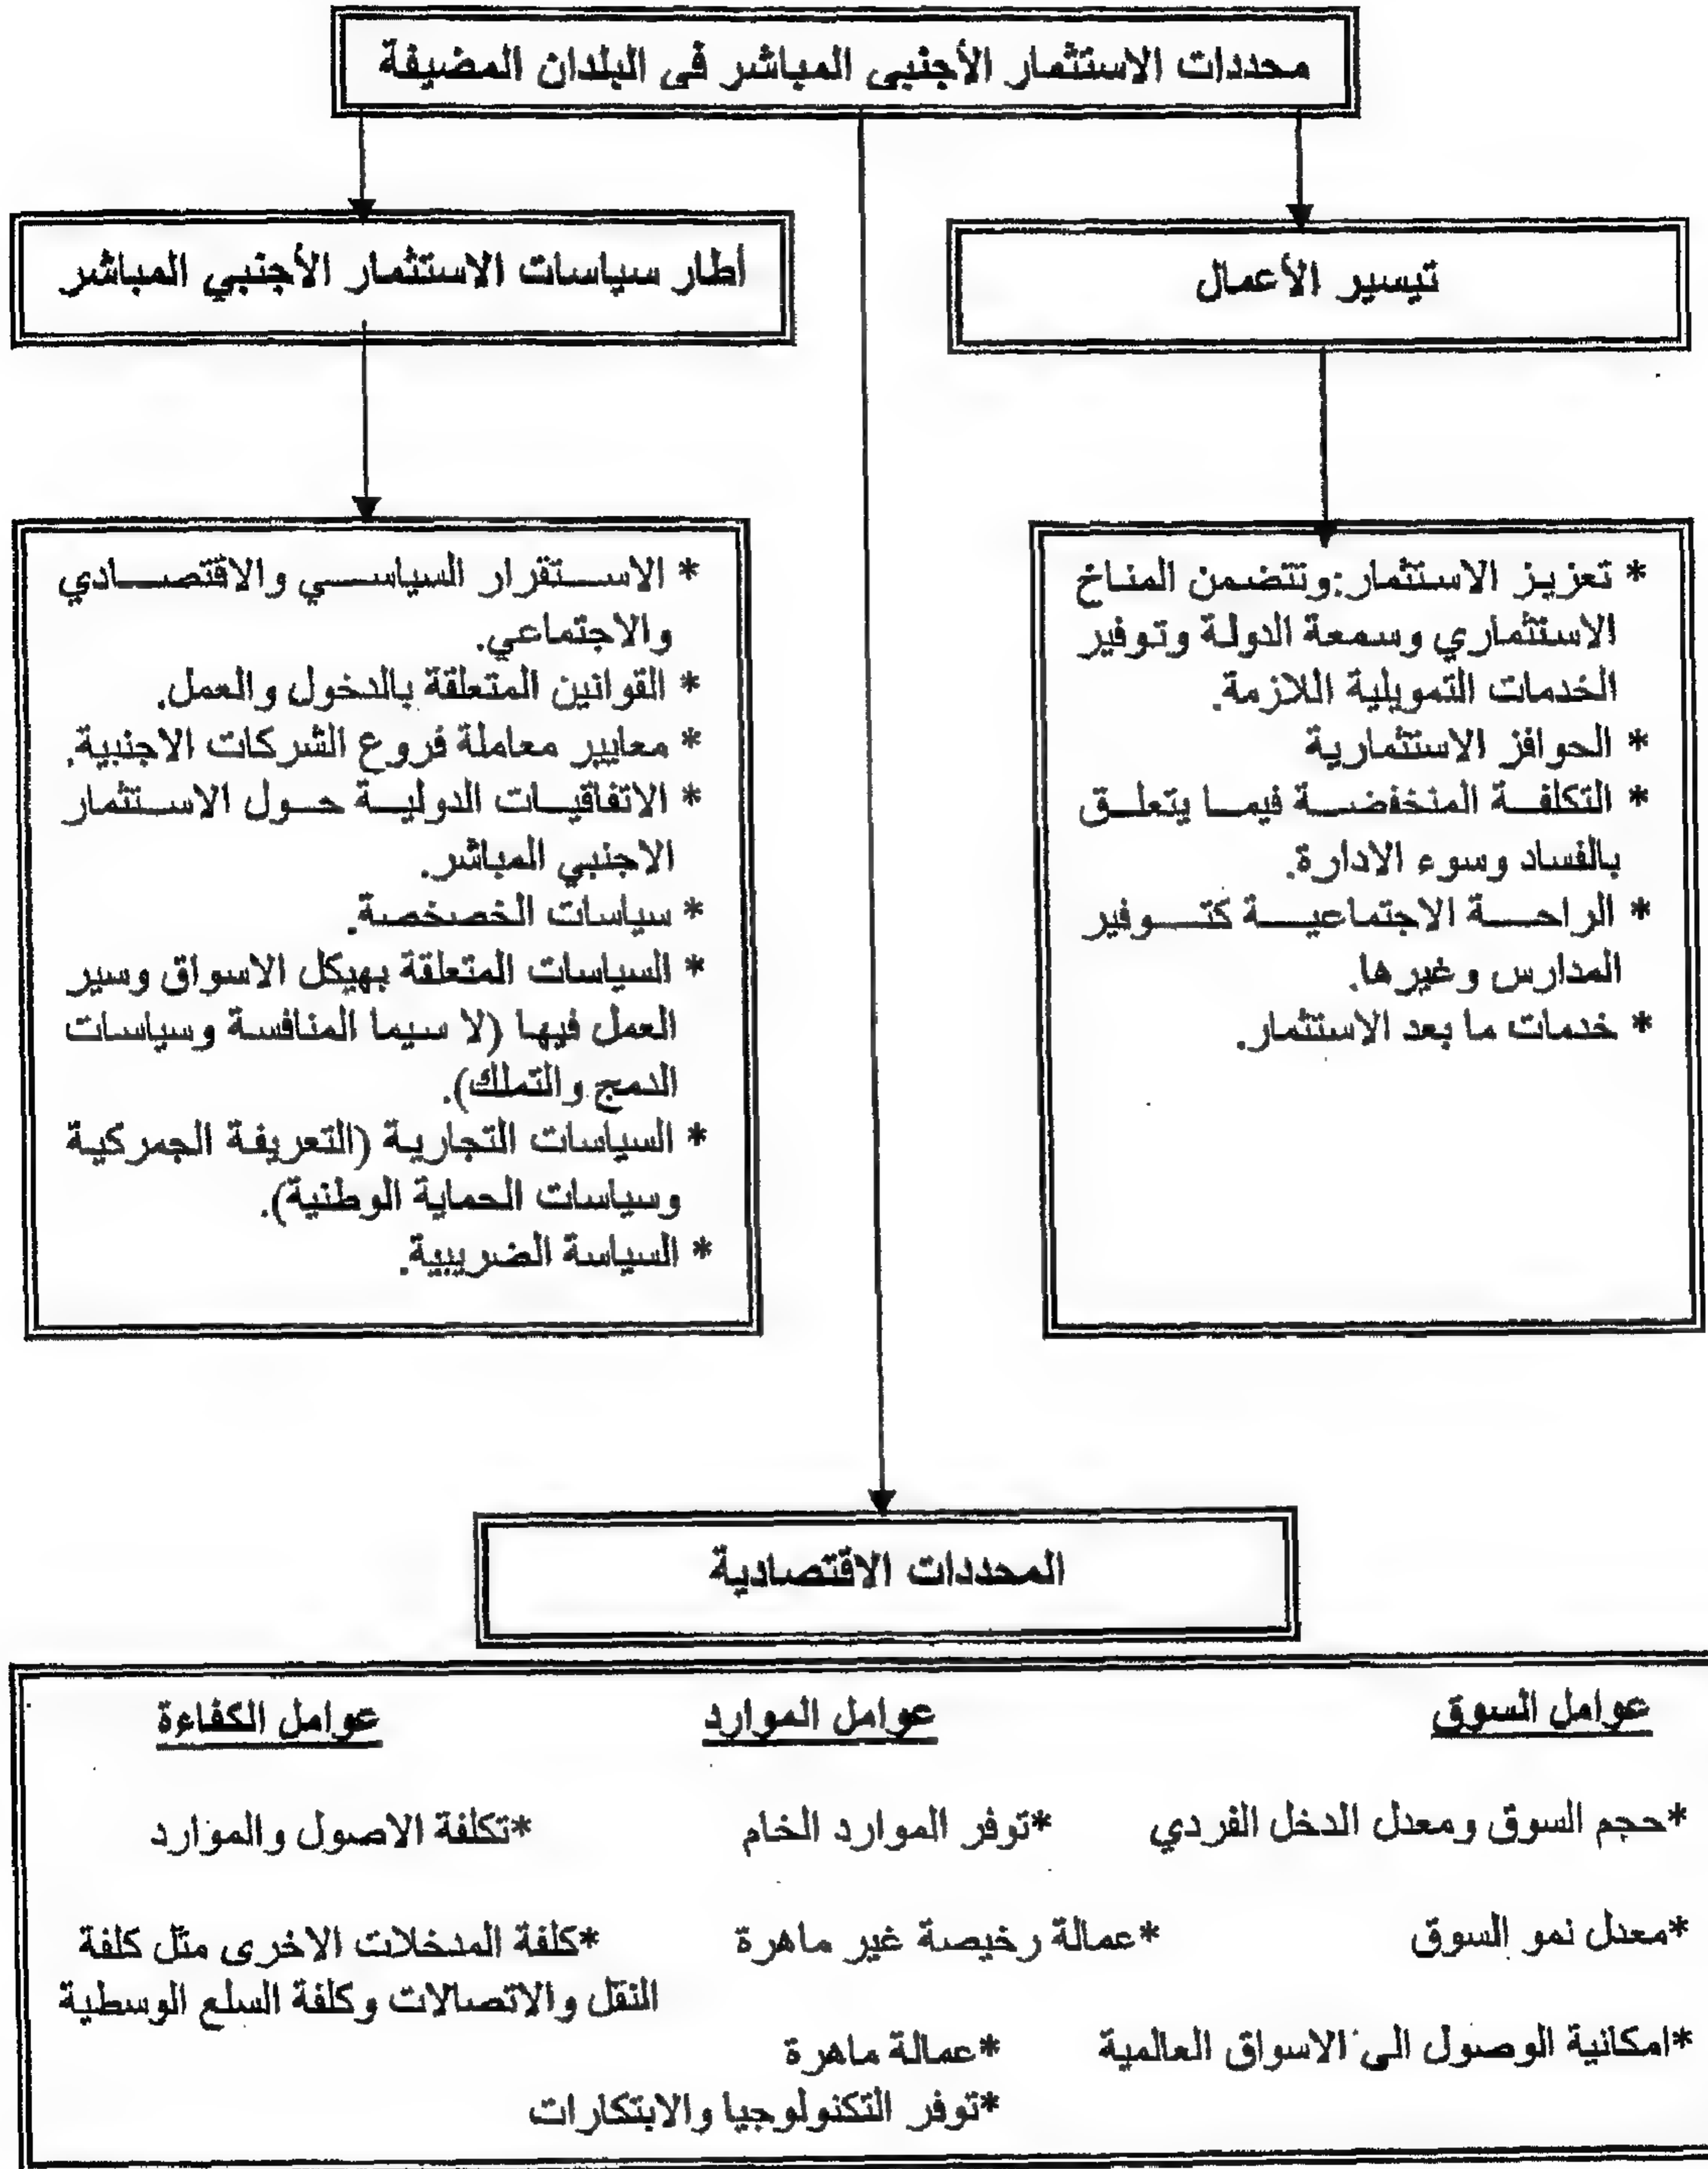 محددات الاستثمار الأجنبى المباشر فى البلدان المضيفة
تيسير الأعمال
أطار سياسات الاستثمار الأجنبي المباشر
* تعزيز الاستثمار:وتتضمن المناخ
الاستثماري وسمعة الدولة وتوفير
الخدمات التمويلية اللازمة.
* الحوافز الاستثمارية
* التكلفة المنخفضة فيما يتعلق
بالفساد وسوء الادارة.
* الراحة الاجتماعية كتوفير
المدارس وغيرها.
* خدمات ما بعد الاستثمار.
* الاستقرار السياسي والاقتصادي
والاجتماعي.
* القوانين المتعلقة بالدخول والعمل.
* معايير معاملة فروع الشركات الاجنبية.
* الاتفاقيات الدولية حول الاستثمار
الاجنبي المباشر.
* سياسات الخصخصة.
* السياسات المتعلقة بهيكل الاسواق وسير
العمل فيها (لا سيما المنافسة وسياسات
الدمج والتملك).
* السياسات التجارية (التعريفة الجمركية
وسياسات الحماية الوطنية).
* السياسة الضريبية.
المحددات الاقتصادية
عوامل السوق
*حجم السوق ومعدل الدخل الفردي
*معدل نمو السوق
*امكانية الوصول الى الاسواق العالمية
عوامل الموارد
*توفر الموارد الخام
*عمالة رخيصة غير ماهرة
*عمالة ماهرة
*توفر التكنولوجيا والابتكارات
عوامل الكفاءة
*تكلفة الاصول والموارد
*كلفة المدخلات الاخرى مثل كلفة
النقل والاتصالات وكلفة السلع الوسطية